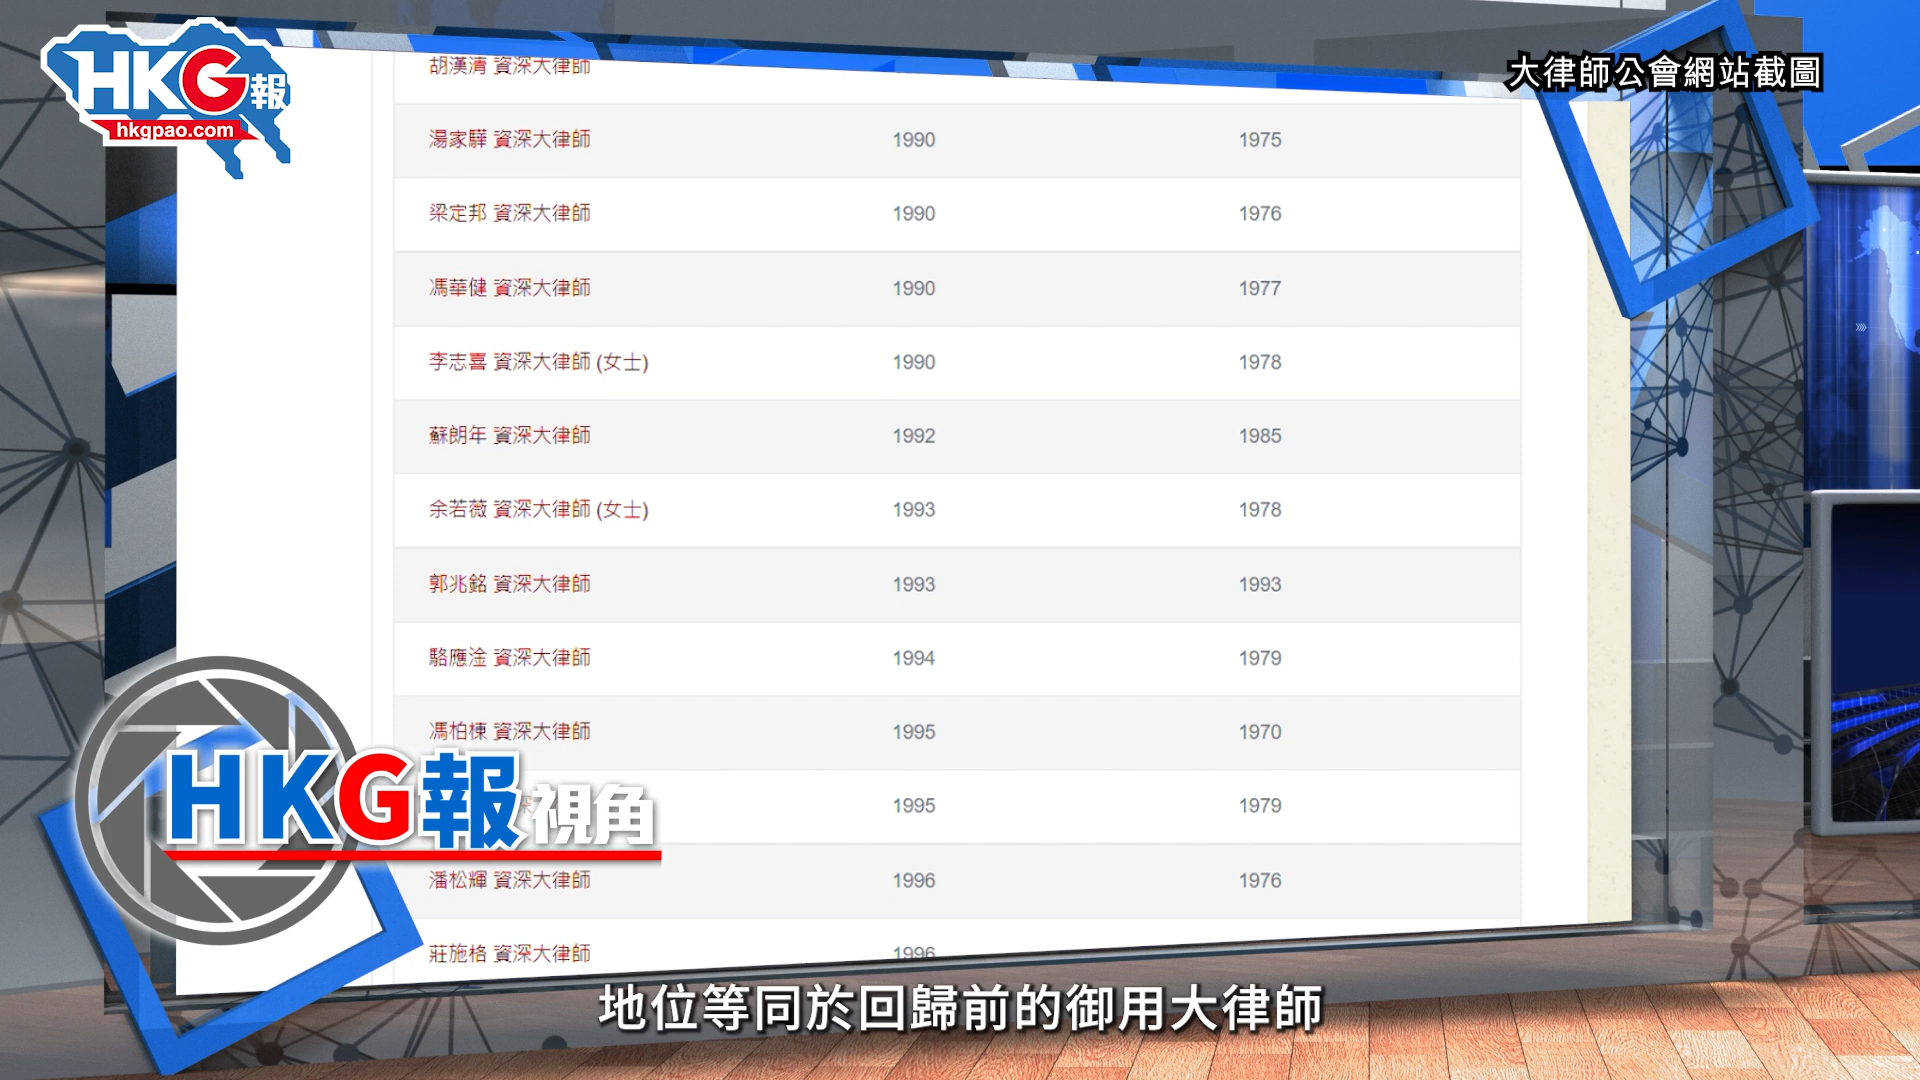 HKG報
hkgpao.com
大律師公會網站截圖
胡漢清 資深大律師
湯家驊 資深大律師 1990 1975
梁定邦 資深大律師 1990 1976
馮華健 資深大律師 1990 1977
李志喜 資深大律師 (女士) 1990 1978
蘇朗年 資深大律師 1992 1985
余若薇 資深大律師 (女士) 1993 1978
郭兆銘 資深大律師 1993 1993
駱應淦 資深大律師 1994 1979
馮柏棟 資深大律師 1995 1970
1995 1979
HKG報視角
潘松輝 資深大律師 1996 1976
莊施格 資深大律師 1996
地位等同於回歸前的御用大律師